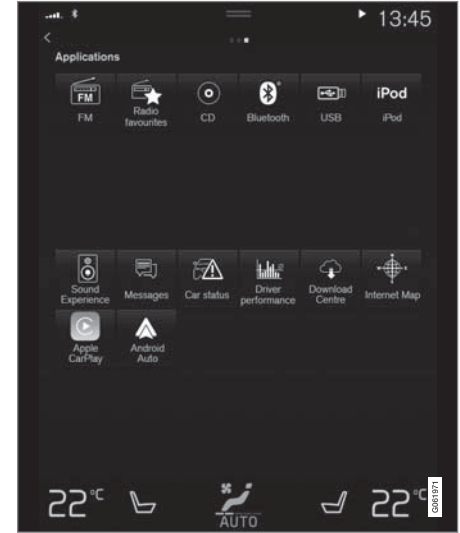 13:45
Applications
FM
FM
Radio favourites
CD
Bluetooth
USB
iPod
iPod
Sound Experience
Messages
Car status
Driver performance
Download Centre
Internet Map
Apple CarPlay
Android Auto
22°C
AUTO
22°C
G061971